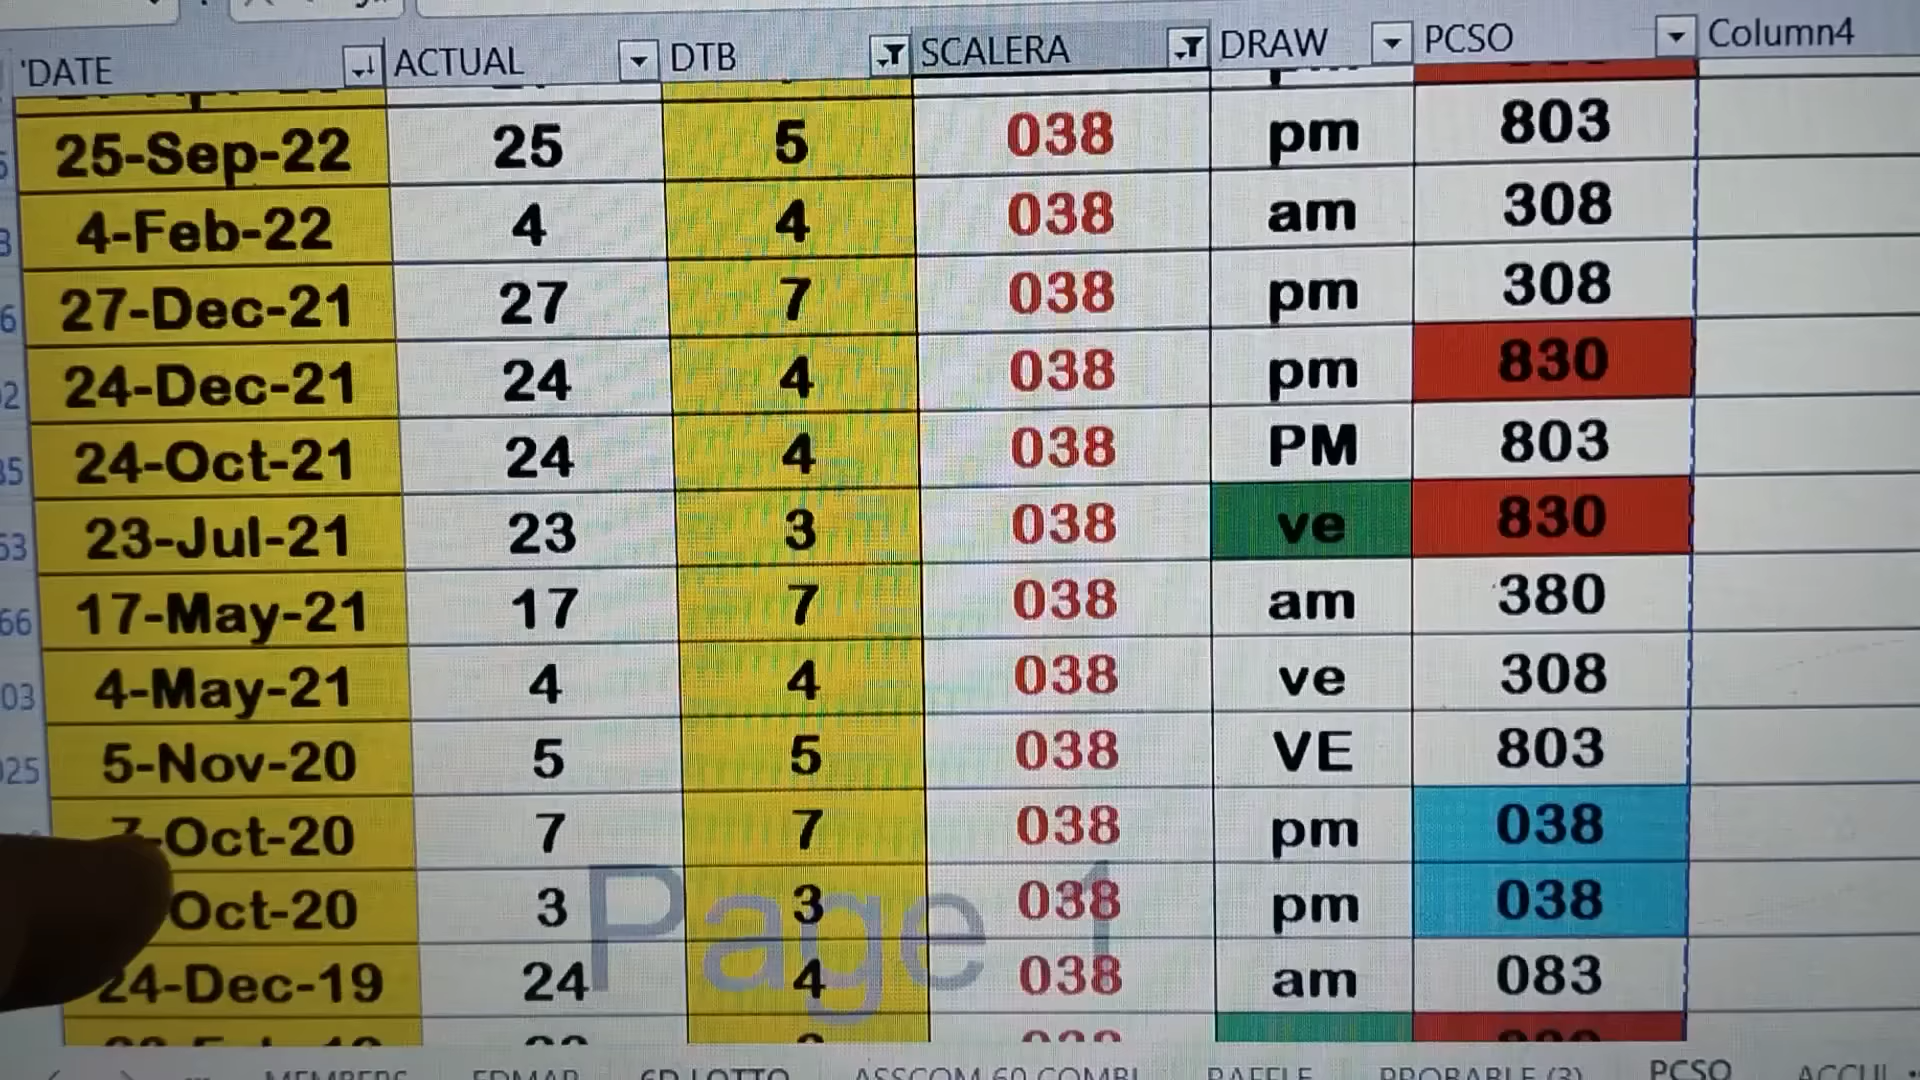 'DATE ACTUAL DTB SCALERA DRAW PCSO Column4
25-Sep-22 25 5 038 pm 803
4-Feb-22 4 4 038 am 308
27-Dec-21 27 7 038 pm 308
24-Dec-21 24 4 038 pm 830
24-Oct-21 24 4 038 PM 803
23-Jul-21 23 3 038 ve 830
17-May-21 17 7 038 am 380
4-May-21 4 4 038 ve 308
5-Nov-20 5 5 038 VE 803
7-Oct-20 7 7 038 pm 038
Oct-20 3 3 038 pm 038
24-Dec-19 24 4 038 am 083
Page 1
MEMBERS EDMAR 6D LOTTO ASSCOM 60 COMBI RAFFLE PROBABLE (3) PCSO